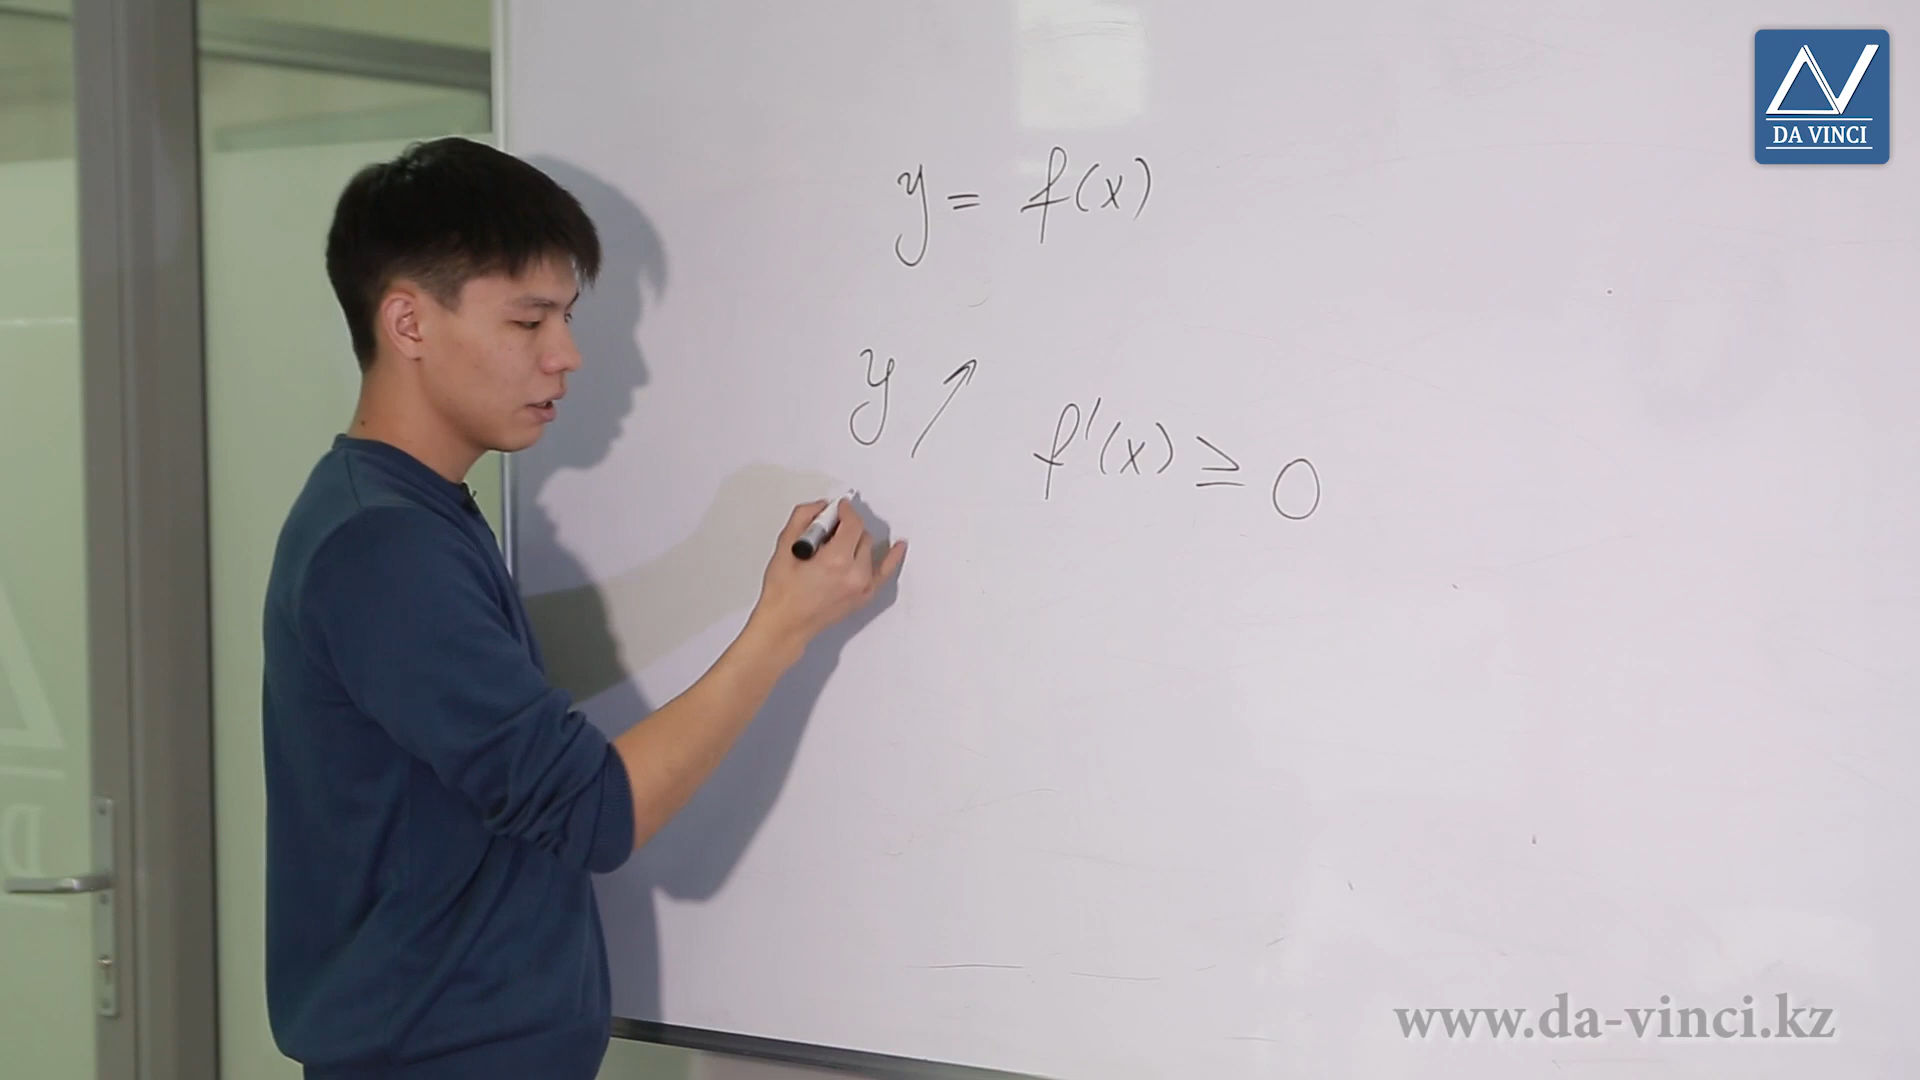 DA VINCI
y = f(x)
y ↗ f'(x) ≥ 0
www.da-vinci.kz